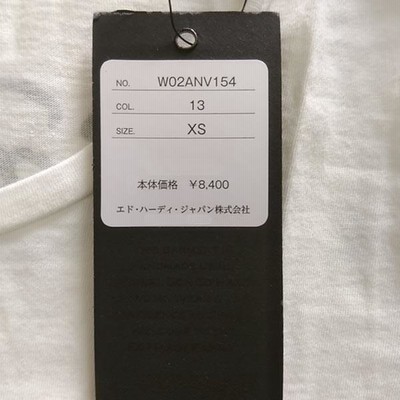 NO. W02ANV154
COL. 13
SIZE. XS
本体価格 ￥8,400
エド・ハーディ・ジャパン株式会社